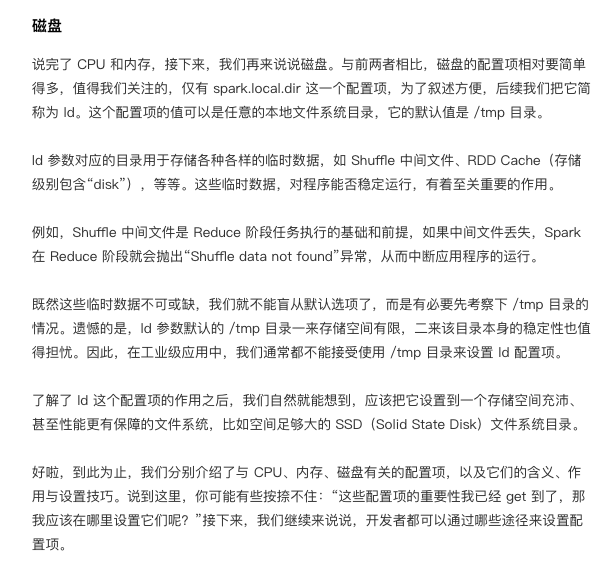 磁盘
说完了 CPU 和内存，接下来，我们再来说说磁盘。与前两者相比，磁盘的配置项相对要简单
得多，值得我们关注的，仅有 spark.local.dir 这一个配置项，为了叙述方便，后续我们把它简
称为 ld。这个配置项的值可以是任意的本地文件系统目录，它的默认值是 /tmp 目录。
ld 参数对应的目录用于存储各种各样的临时数据，如 Shuffle 中间文件、RDD Cache（存储
级别包含“disk”），等等。这些临时数据，对程序能否稳定运行，有着至关重要的作用。
例如，Shuffle 中间文件是 Reduce 阶段任务执行的基础和前提，如果中间文件丢失，Spark
在 Reduce 阶段就会抛出“Shuffle data not found”异常，从而中断应用程序的运行。
既然这些临时数据不可或缺，我们就不能盲从默认选项了，而是有必要先考察下 /tmp 目录的
情况。遗憾的是，ld 参数默认的 /tmp 目录一来存储空间有限，二来该目录本身的稳定性也值
得担忧。因此，在工业级应用中，我们通常都不能接受使用 /tmp 目录来设置 ld 配置项。
了解了 ld 这个配置项的作用之后，我们自然就能想到，应该把它设置到一个存储空间充沛、
甚至性能更有保障的文件系统，比如空间足够大的 SSD（Solid State Disk）文件系统目录。
好啦，到此为止，我们分别介绍了与 CPU、内存、磁盘有关的配置项，以及它们的含义、作
用与设置技巧。说到这里，你可能有些按捺不住：“这些配置项的重要性我已经 get 到了，那
我应该在哪里设置它们呢？”接下来，我们继续来说说，开发者都可以通过哪些途径来设置配
置项。